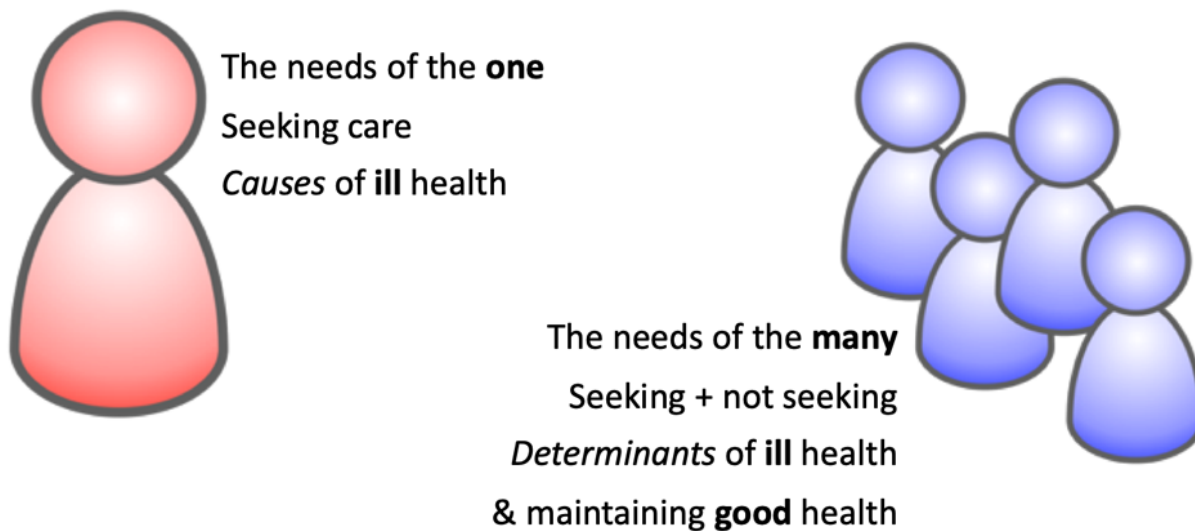 The needs of the one
Seeking care
Causes of ill health
The needs of the many
Seeking + not seeking
Determinants of ill health
& maintaining good health